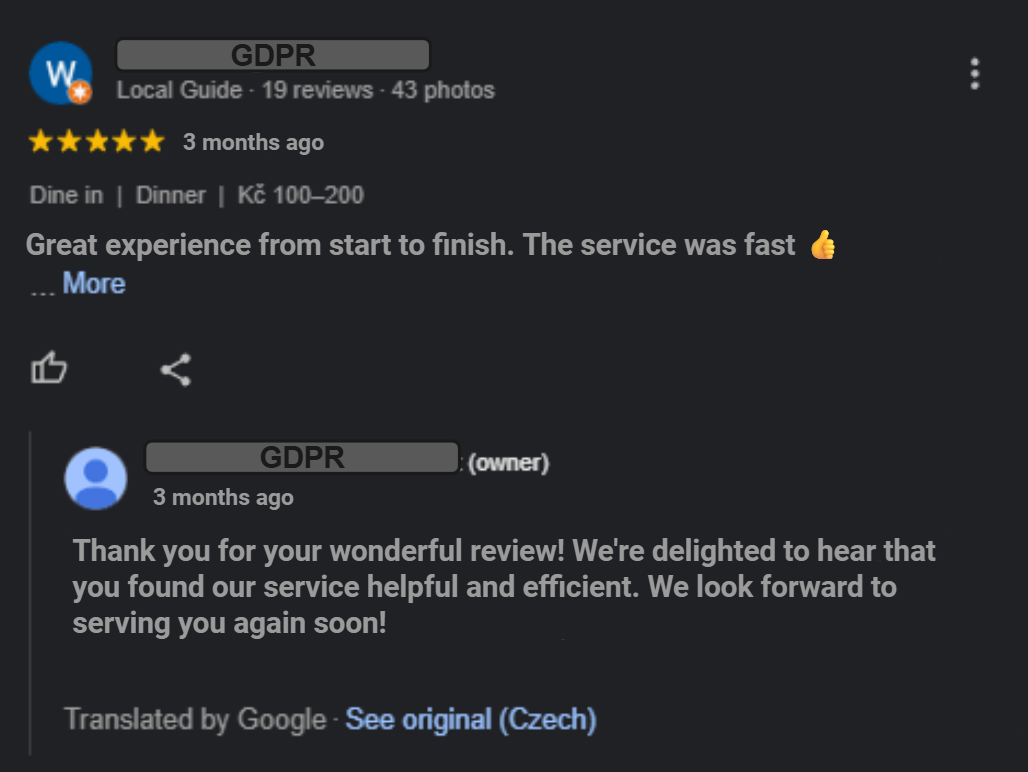 W
GDPR
Local Guide · 19 reviews · 43 photos
3 months ago
Dine in | Dinner | Kč 100–200
Great experience from start to finish. The service was fast 👍
... More
GDPR : (owner)
3 months ago
Thank you for your wonderful review! We're delighted to hear that
you found our service helpful and efficient. We look forward to
serving you again soon!
Translated by Google · See original (Czech)